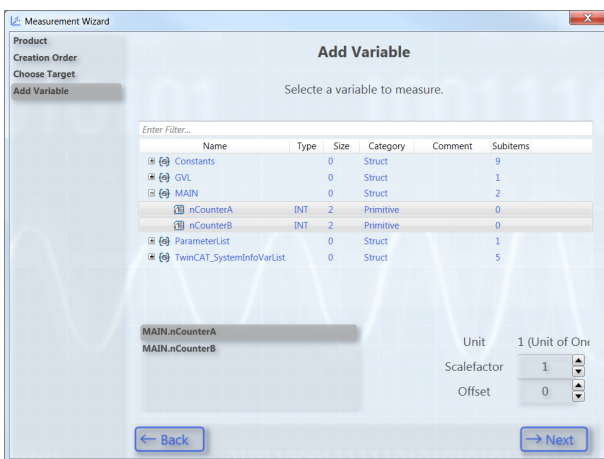 Measurement Wizard
Product
Creation Order
Choose Target
Add Variable
Add Variable
Selecte a variable to measure.
Enter Filter...
Name Type Size Category Comment Subitems
Constants 0 Struct 9
GVL 0 Struct 1
MAIN 0 Struct 2
nCounterA INT 2 Primitive 0
nCounterB INT 2 Primitive 0
ParameterList 0 Struct 1
TwinCAT_SystemInfoVarList 0 Struct 5
MAIN.nCounterA
MAIN.nCounterB
Unit 1 (Unit of One
Scalefactor 1
Offset 0
← Back
→ Next